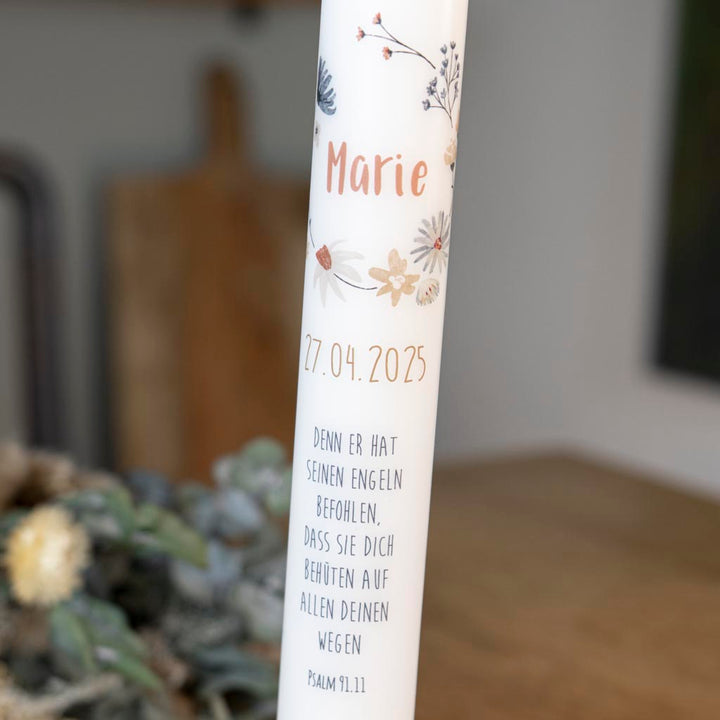 Marie
27.04.2025
DENN ER HAT
SEINEN ENGELN
BEFOHLEN,
DASS SIE DICH
BEHÜTEN AUF
ALLEN DEINEN
WEGEN
PSALM 91.11